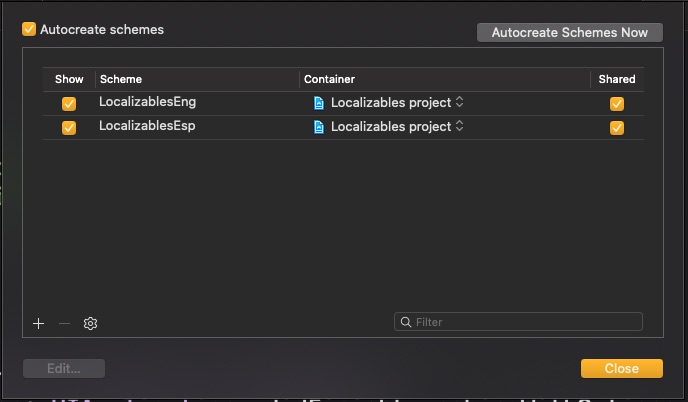 Autocreate schemes
Autocreate Schemes Now
Show Scheme Container Shared
LocalizablesEng Localizables project
LocalizablesEsp Localizables project
Filter
Edit...
Close